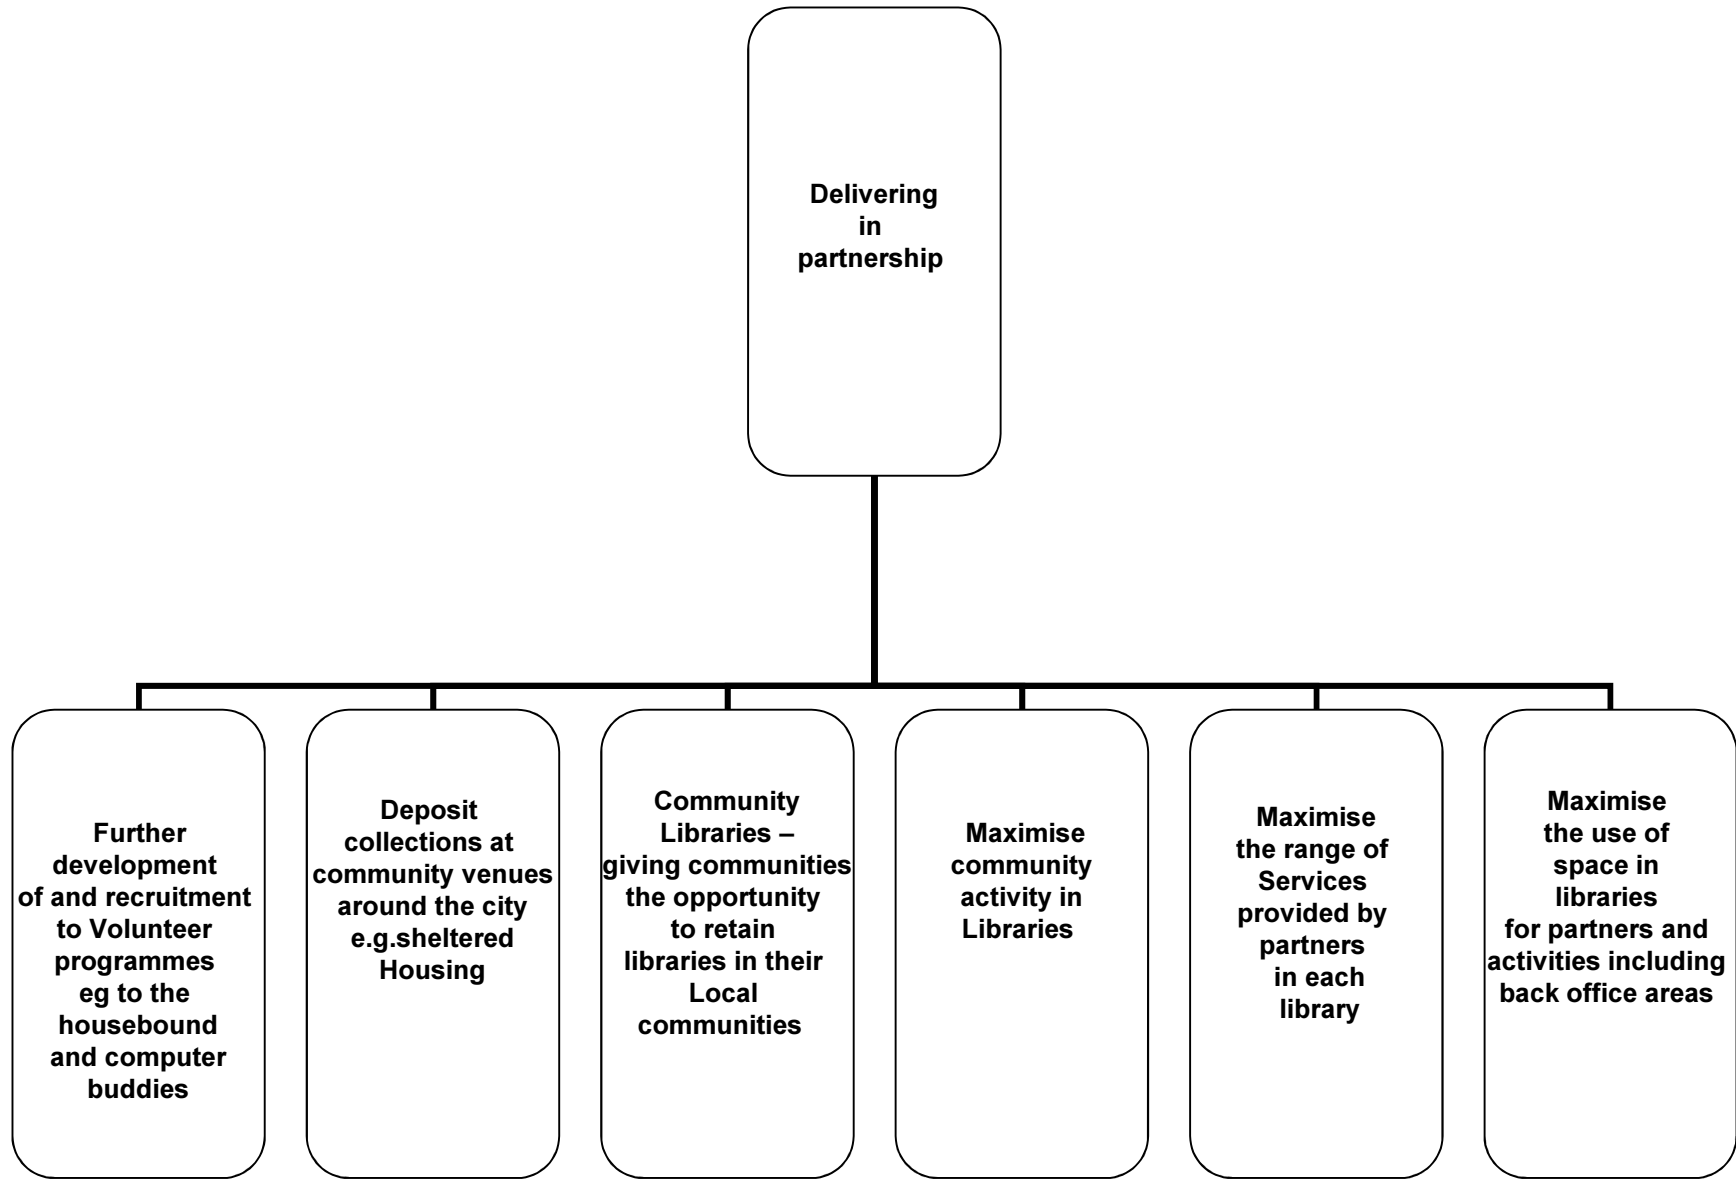 Delivering
in
partnership
Further
development
of and recruitment
to Volunteer
programmes
eg to the
housebound
and computer
buddies
Deposit
collections at
community venues
around the city
e.g.sheltered
Housing
Community
Libraries –
giving communities
the opportunity
to retain
libraries in their
Local
communities
Maximise
community
activity in
Libraries
Maximise
the range of
Services
provided by
partners
in each
library
Maximise
the use of
space in
libraries
for partners and
activities including
back office areas